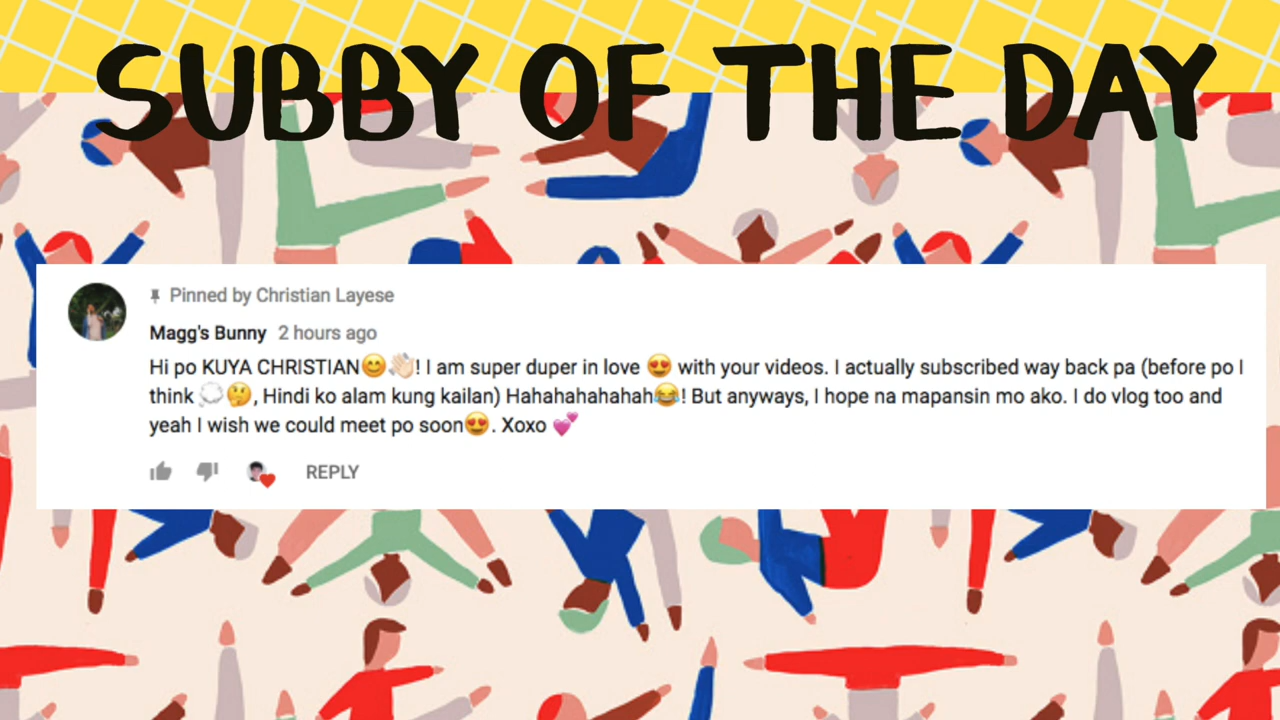 SUBBY OF THE DAY
Pinned by Christian Layese
Magg's Bunny 2 hours ago
Hi po KUYA CHRISTIAN😊👋🏻! I am super duper in love 😍 with your videos. I actually subscribed way back pa (before po I
think 💭🤔, Hindi ko alam kung kailan) Hahahahahahah😂! But anyways, I hope na mapansin mo ako. I do vlog too and
yeah I wish we could meet po soon😍. Xoxo 💕
REPLY